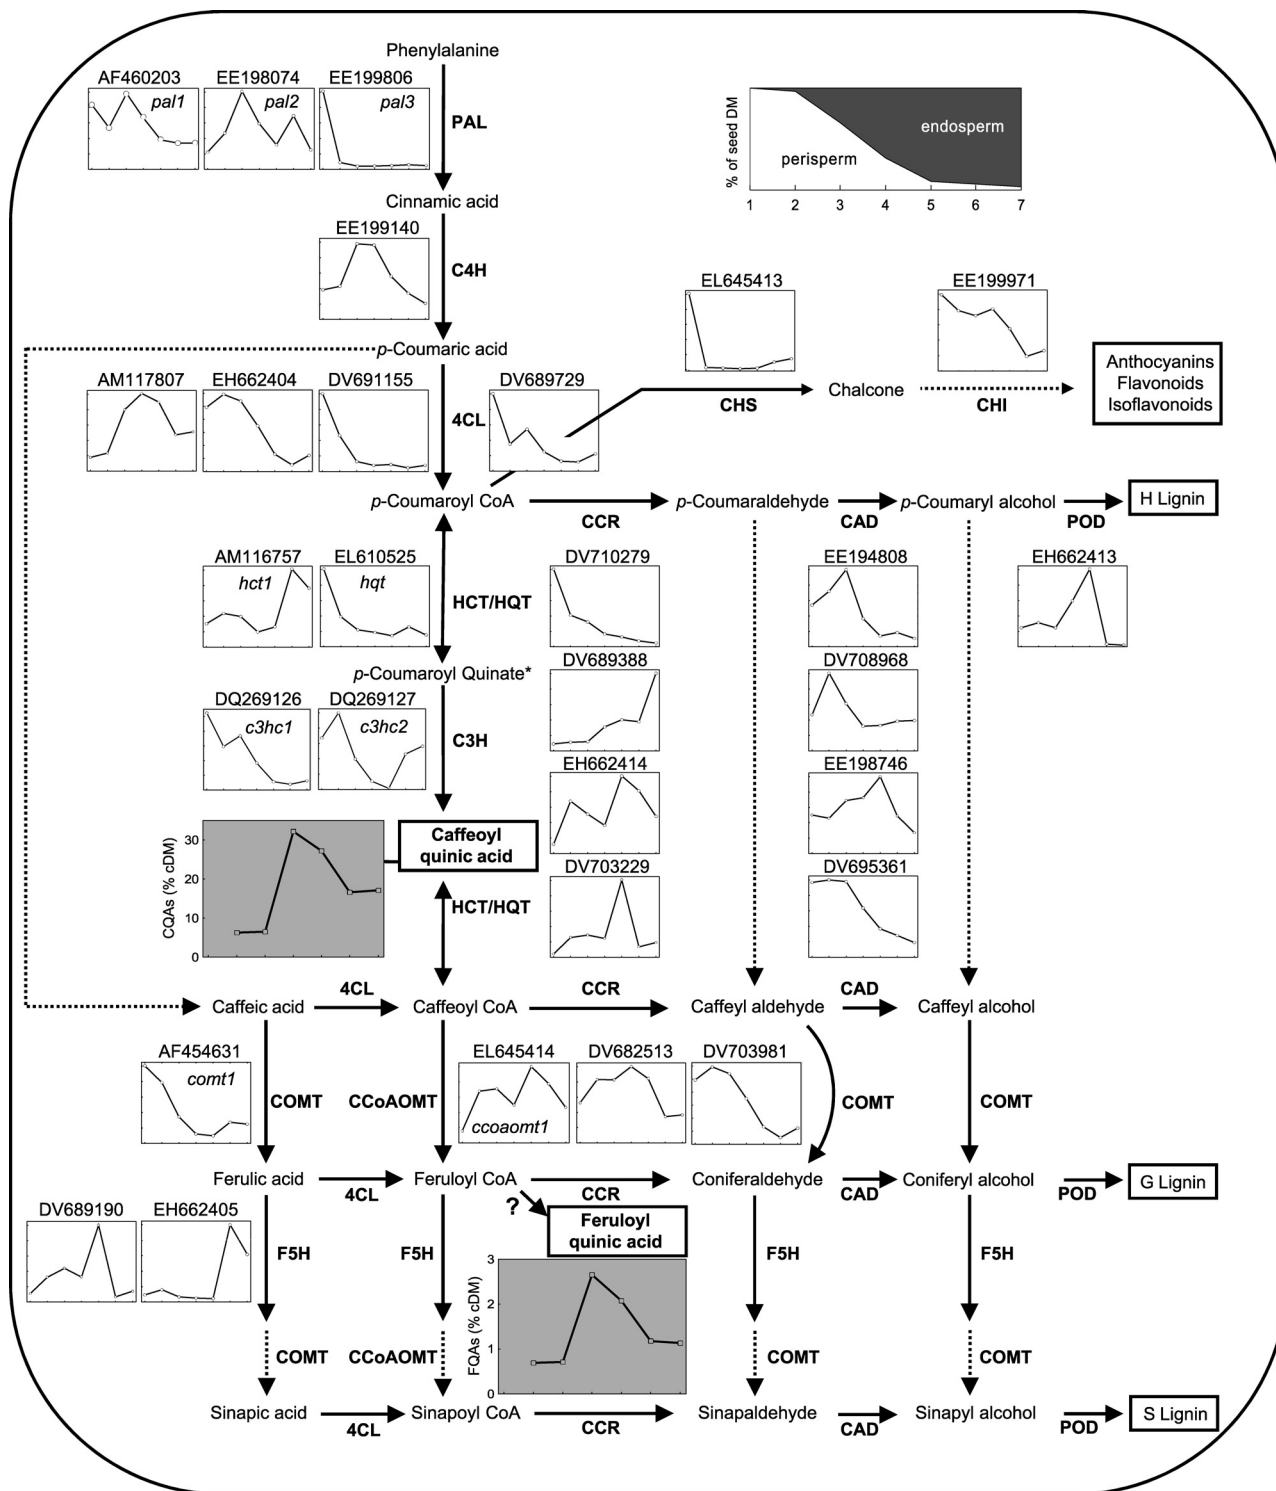 Phenylalanine
AF460203 EE198074 EE199806
pal1 pal2 pal3
PAL
% of seed DM
perisperm
endosperm
1 2 3 4 5 6 7
Cinnamic acid
EE199140
C4H
EL645413 EE199971
p-Coumaric acid
AM117807 EH662404 DV691155 DV689729
4CL
CHS
Chalcone
CHI
Anthocyanins
Flavonoids
Isoflavonoids
p-Coumaroyl CoA
CCR
p-Coumaraldehyde
CAD
p-Coumaryl alcohol
POD
H Lignin
AM116757 EL610525 DV710279 EE194808 EH662413
hct1 hqt
HCT/HQT
DV689388 DV708968
p-Coumaroyl Quinate*
DQ269126 DQ269127
c3hc1 c3hc2
C3H
EH662414 EE198746
CQAs (% cDM)
30
20
10
0
Caffeoyl
quinic acid
DV703229 DV695361
HCT/HQT
Caffeic acid
4CL
Caffeoyl CoA
CCR
Caffeyl aldehyde
CAD
Caffeyl alcohol
AF454631 EL645414 DV682513 DV703981
comt1
COMT
CCoAOMT
ccoaomt1
COMT
COMT
Ferulic acid
4CL
Feruloyl CoA
CCR
Coniferaldehyde
CAD
Coniferyl alcohol
POD
G Lignin
?
Feruloyl
quinic acid
DV689190 EH662405
F5H
F5H
F5H
F5H
FQAs (% cDM)
3
2
1
0
COMT
CCoAOMT
COMT
COMT
Sinapic acid
4CL
Sinapoyl CoA
CCR
Sinapaldehyde
CAD
Sinapyl alcohol
POD
S Lignin